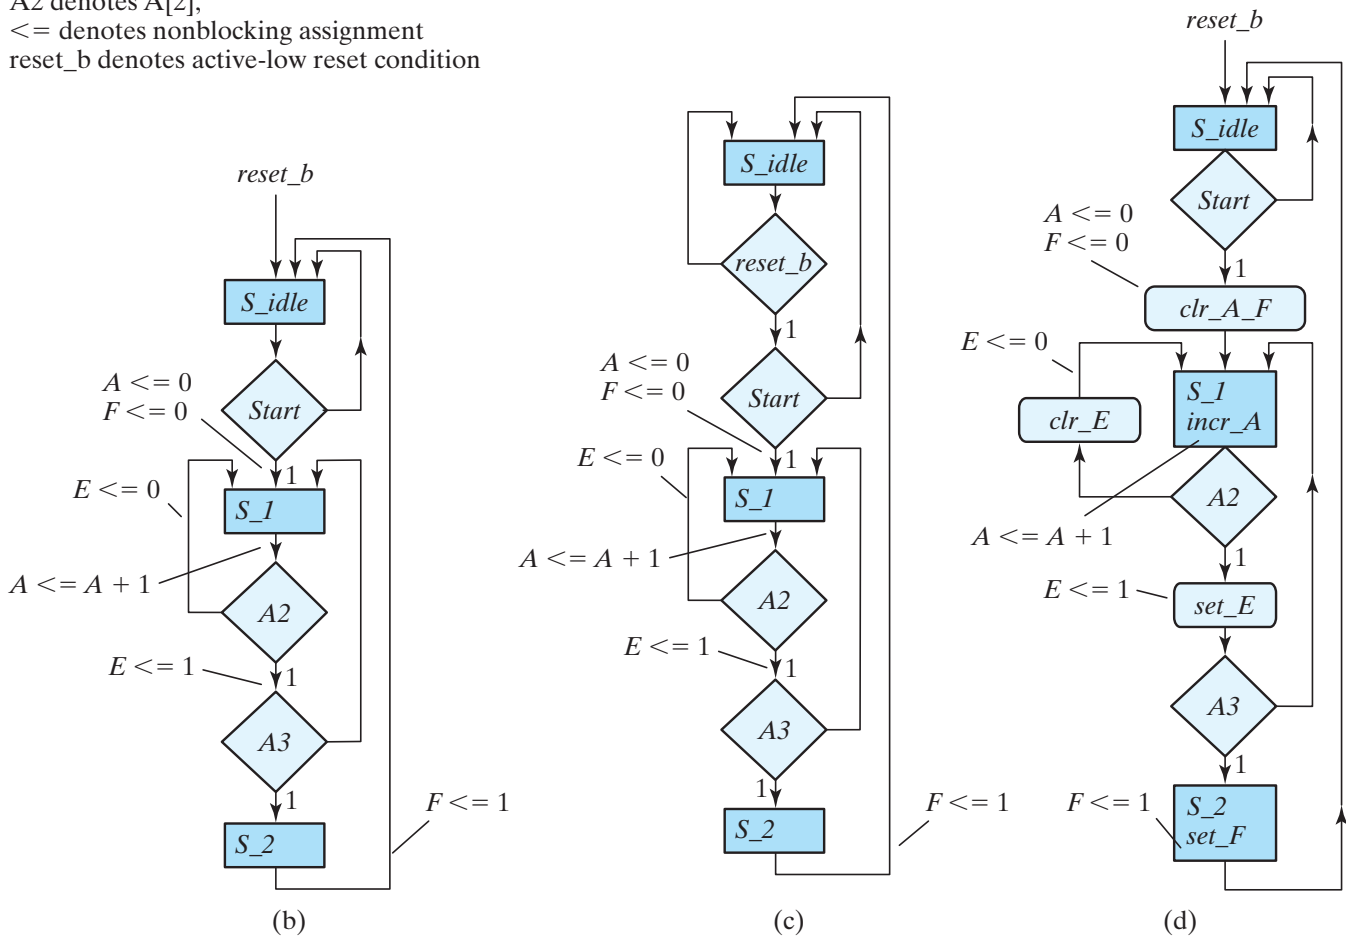 A2 denotes A[2],
<= denotes nonblocking assignment
reset_b denotes active-low reset condition
reset_b
S_idle
Start
1
A <= 0
F <= 0
S_1
E <= 0
A <= A + 1
A2
1
E <= 1
A3
1
S_2
F <= 1
(b)
S_idle
reset_b
1
Start
1
A <= 0
F <= 0
S_1
E <= 0
A <= A + 1
A2
1
E <= 1
A3
1
S_2
F <= 1
(c)
reset_b
S_idle
Start
1
A <= 0
F <= 0
clr_A_F
E <= 0
clr_E
S_1
incr_A
A <= A + 1
A2
1
E <= 1
set_E
A3
1
F <= 1
S_2
set_F
(d)